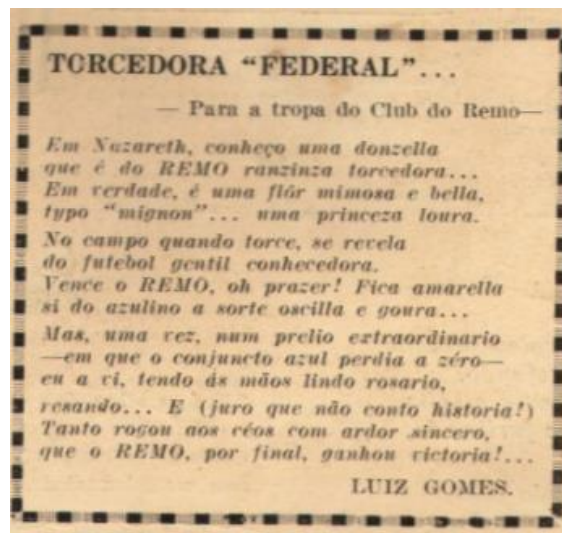 TORCEDORA “FEDERAL”...
— Para a tropa do Club do Remo—
Em Nazareth, conheço uma donzella
que é do REMO ranzinza torcedora...
Em verdade, é uma flôr mimosa e bella,
typo “mignon”... uma princeza loura.
No campo quando torce, se revela
do futebol gentil conhecedora.
Vence o REMO, oh prazer! Fica amarella
si do azulino a sorte oscilla e goura...
Mas, uma vez, num prelio extraordinario
—em que o conjuncto azul perdia a zéro—
eu a vi, tendo ás mãos lindo rosario,
resando... E (juro que não conto historia!)
Tanto rogou aos céos com ardor sincero,
que o REMO, por final, ganhou victoria!...
LUIZ GOMES.